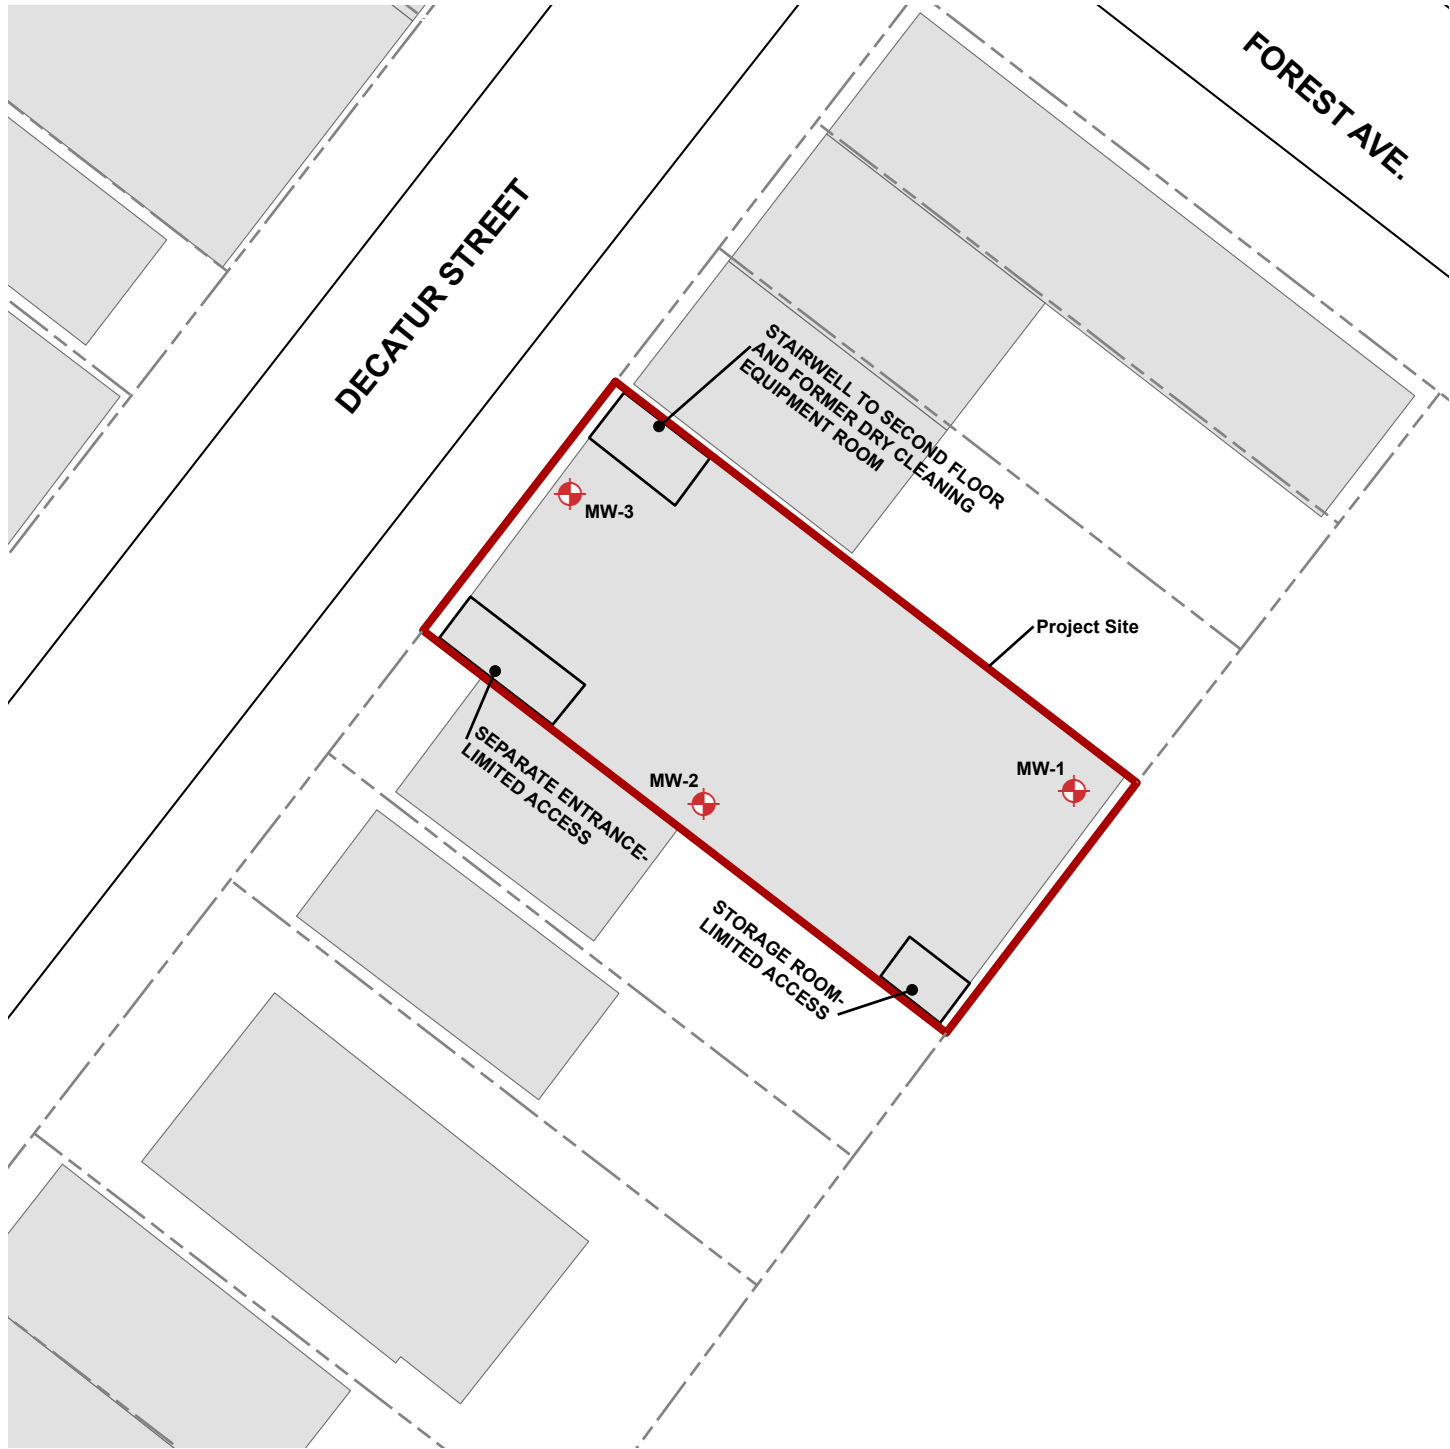 FOREST AVE.
DECATUR STREET
STAIRWELL TO SECOND FLOOR
AND FORMER DRY CLEANING
EQUIPMENT ROOM
MW-3
Project Site
SEPARATE ENTRANCE-
LIMITED ACCESS
MW-2
MW-1
STORAGE ROOM-
LIMITED ACCESS